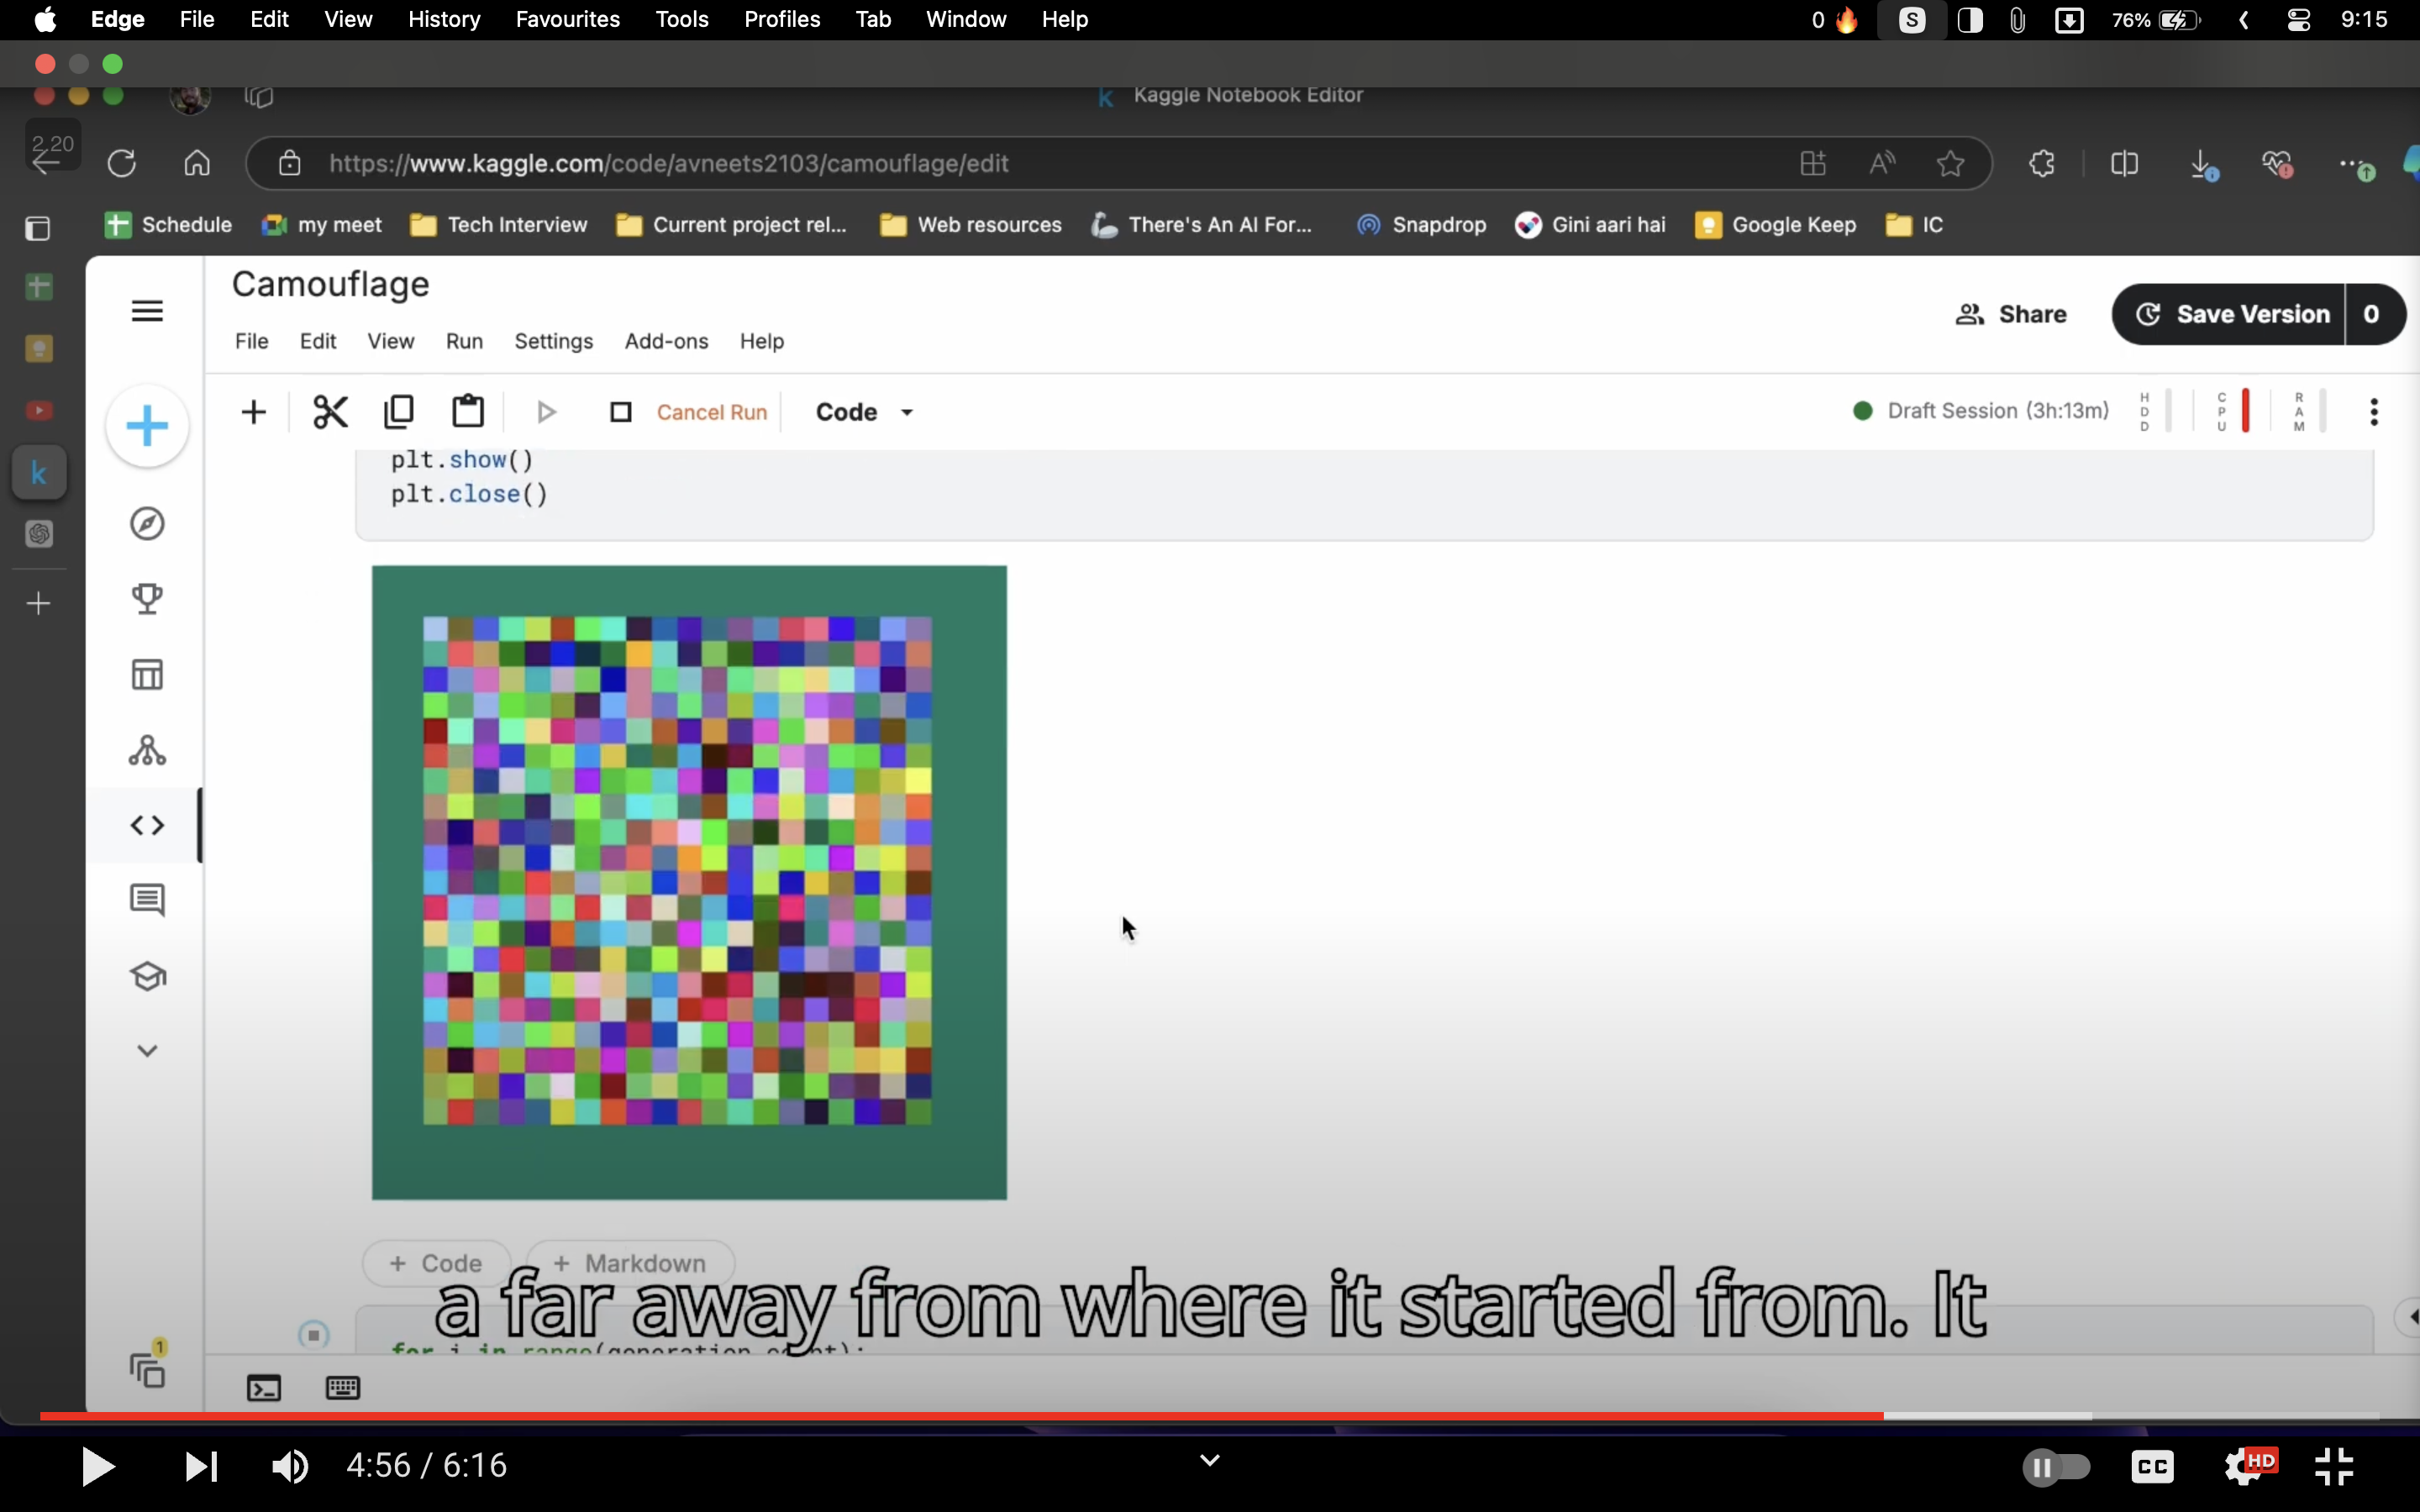 Edge File Edit View History Favourites Tools Profiles Tab Window Help 0 S 76% 9:15
Kaggle Notebook Editor
2.20
https://www.kaggle.com/code/avneets2103/camouflage/edit
Schedule my meet Tech Interview Current project rel... Web resources There's An AI For... Snapdrop Gini aari hai Google Keep IC
Camouflage
Share Save Version 0
File Edit View Run Settings Add-ons Help
Cancel Run Code Draft Session (3h:13m) HDD CPU RAM
plt.show()
plt.close()
+ Code + Markdown
a far away from where it started from. It
for i in range(generation_count):
1
4:56 / 6:16 CC HD